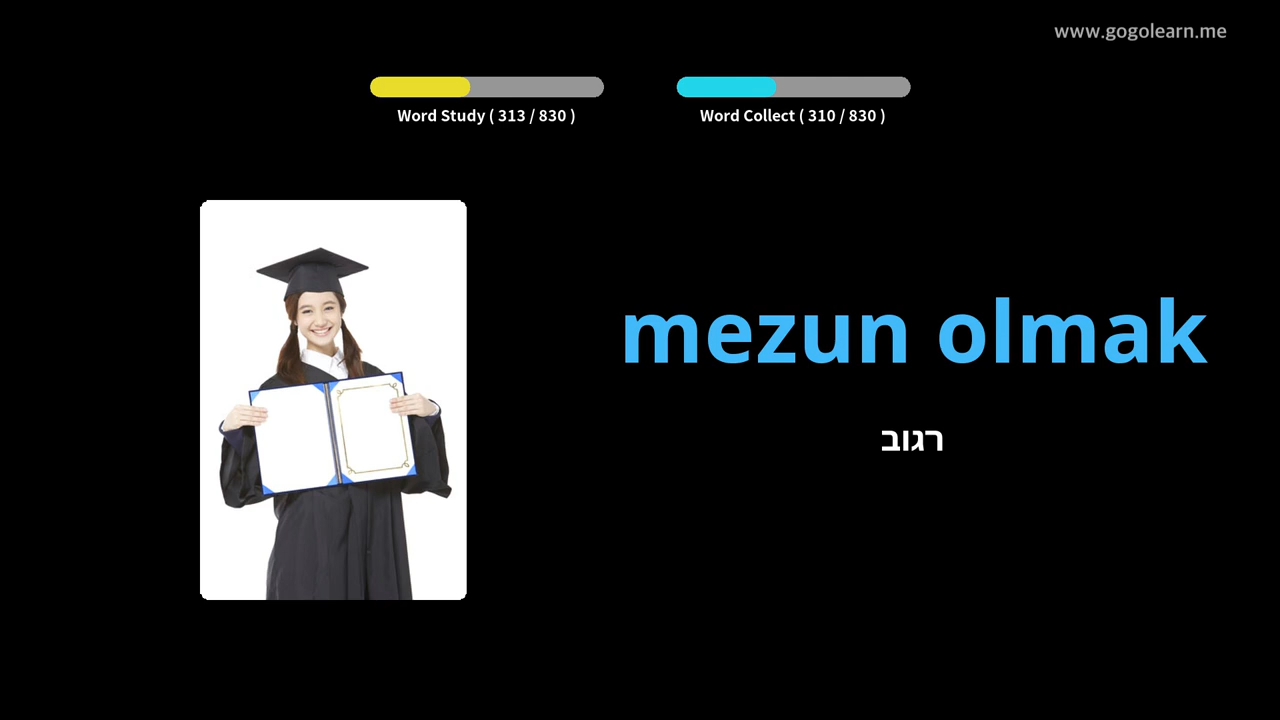 www.gogolearn.me
Word Study ( 313 / 830 )
Word Collect ( 310 / 830 )
mezun olmak
רגוב